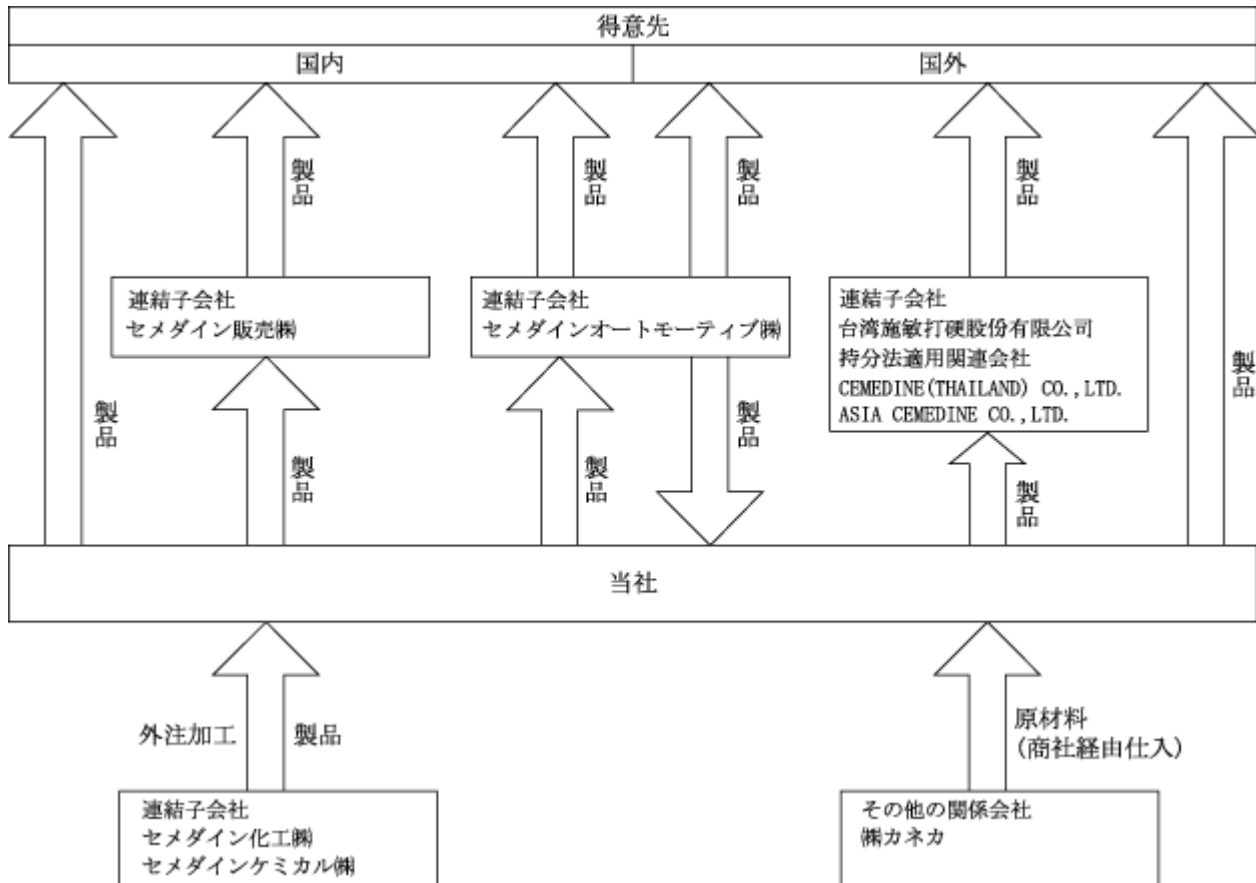 得意先
国内
国外
製品
製品
製品
製品
連結子会社
セメダイン販売㈱
連結子会社
セメダインオートモーティブ㈱
連結子会社
台湾施敏打硬股份有限公司
持分法適用関連会社
CEMEDINE(THAILAND) CO.,LTD.
ASIA CEMEDINE CO.,LTD.
製品
製品
製品
製品
製品
製品
当社
外注加工
製品
原材料
(商社経由仕入)
連結子会社
セメダイン化工㈱
セメダインケミカル㈱
その他の関係会社
㈱カネカ